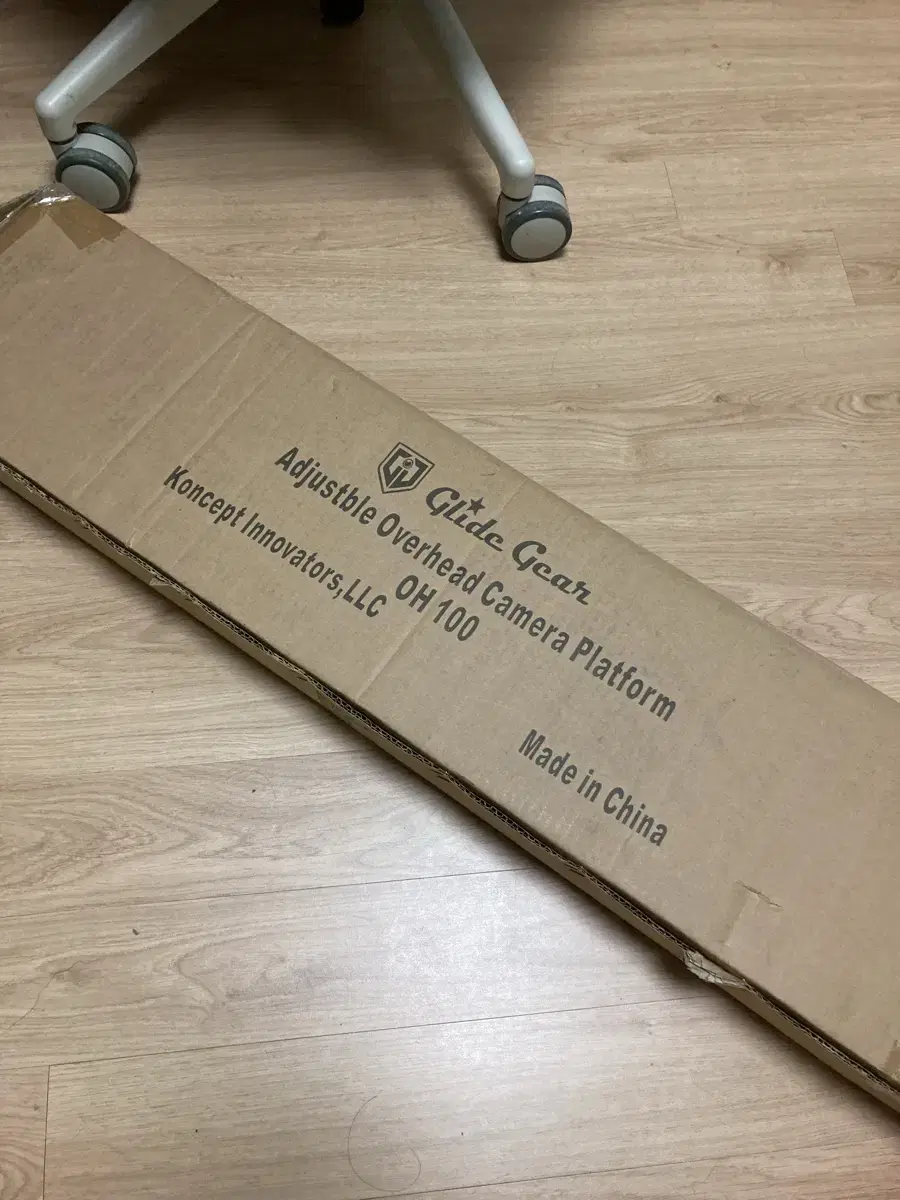 Glide Gear
Adjustble Overhead Camera Platform
OH 100
Koncept Innovators,LLC
Made in China